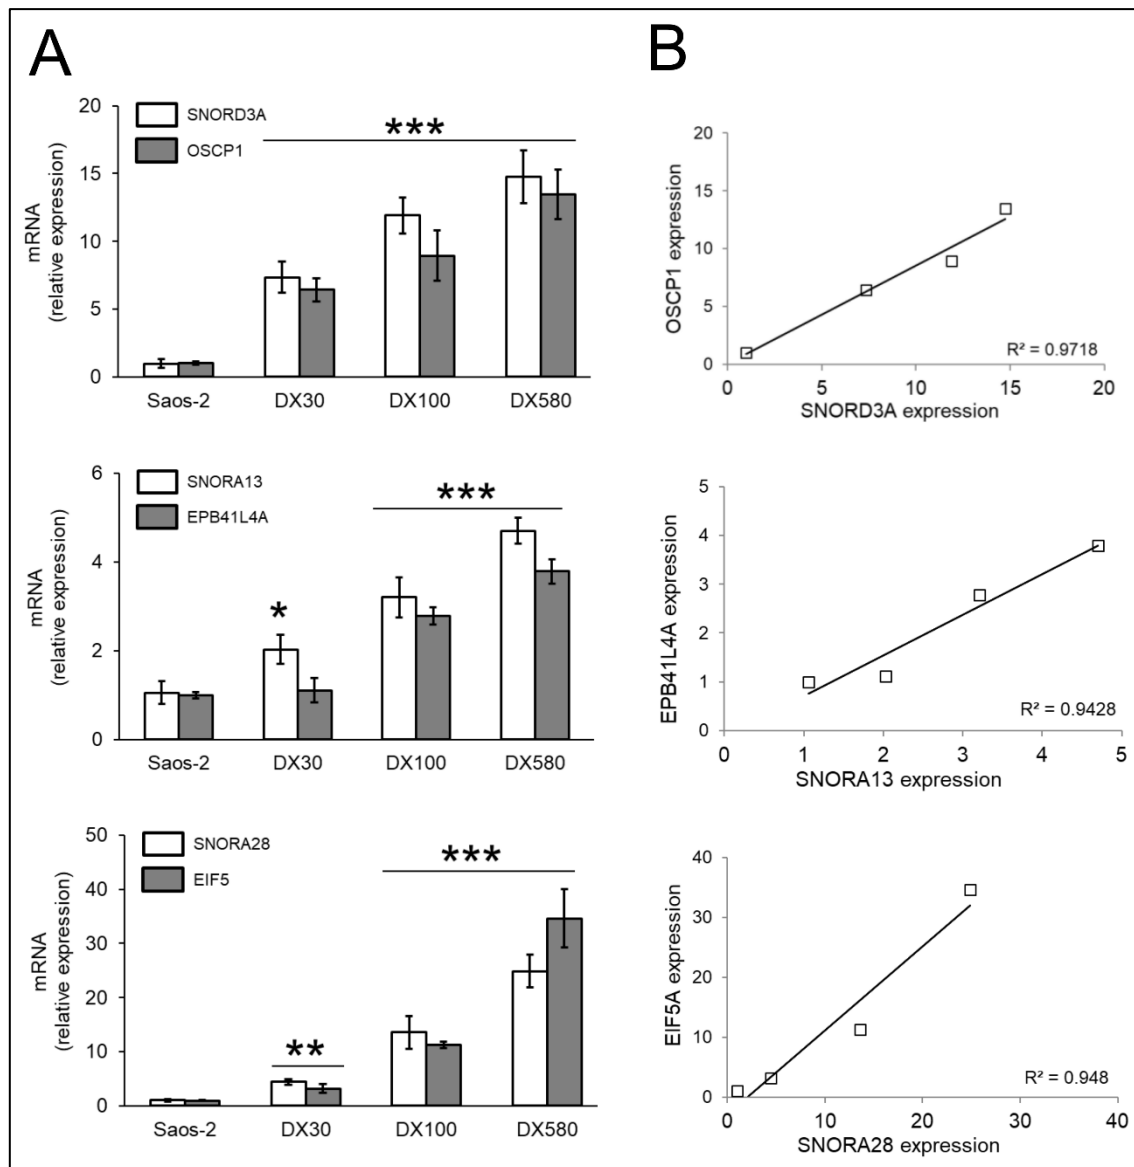 A
20
15
10
5
0
mRNA
(relative expression)
SNORD3A
OSCP1
***
Saos-2 DX30 DX100 DX580
6
4
2
0
mRNA
(relative expression)
SNORA13
EPB41L4A
*
***
Saos-2 DX30 DX100 DX580
50
40
30
20
10
0
mRNA
(relative expression)
SNORA28
EIF5
**
***
Saos-2 DX30 DX100 DX580
B
20
15
10
5
0
OSCP1 expression
R² = 0.9718
0 5 10 15 20
SNORD3A expression
5
4
3
2
1
0
EPB41L4A expression
R² = 0.9428
0 1 2 3 4 5
SNORA13 expression
40
30
20
10
0
EIF5A expression
R² = 0.948
0 10 20 30 40
SNORA28 expression